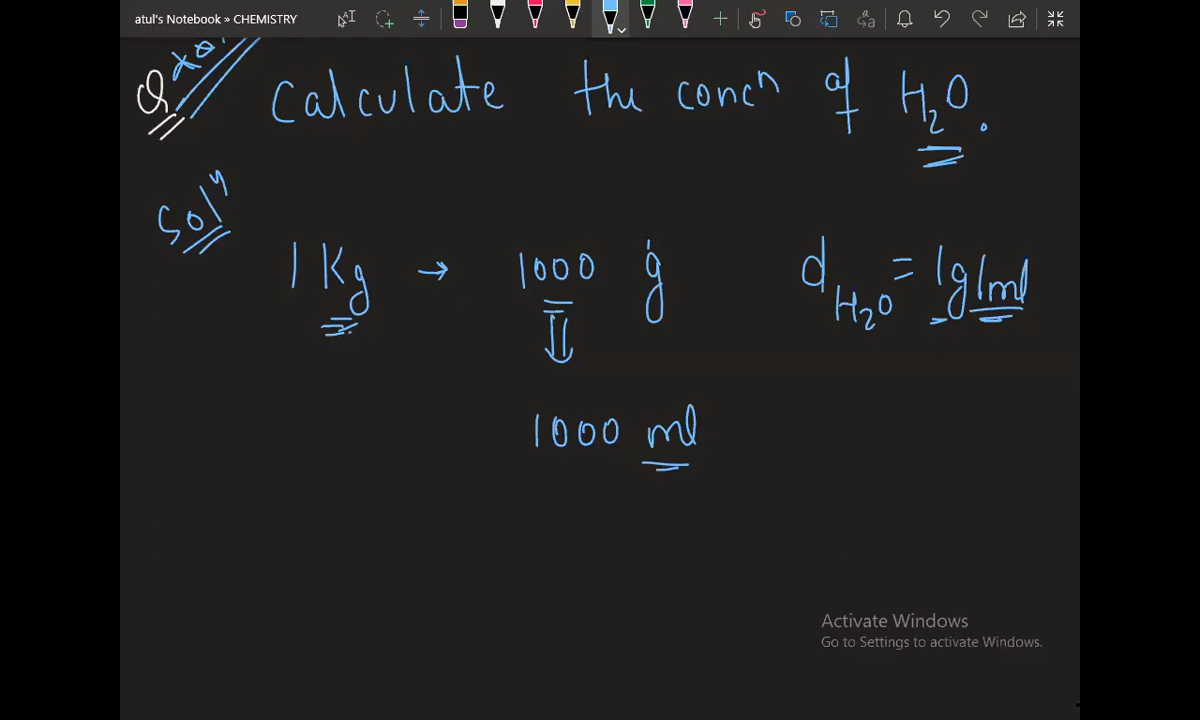 atul's Notebook » CHEMISTRY
Q Calculate the concn of H2O.
Soln
1 Kg → 1000 g dH2O = 1g/1ml
1000 ml
Activate Windows
Go to Settings to activate Windows.